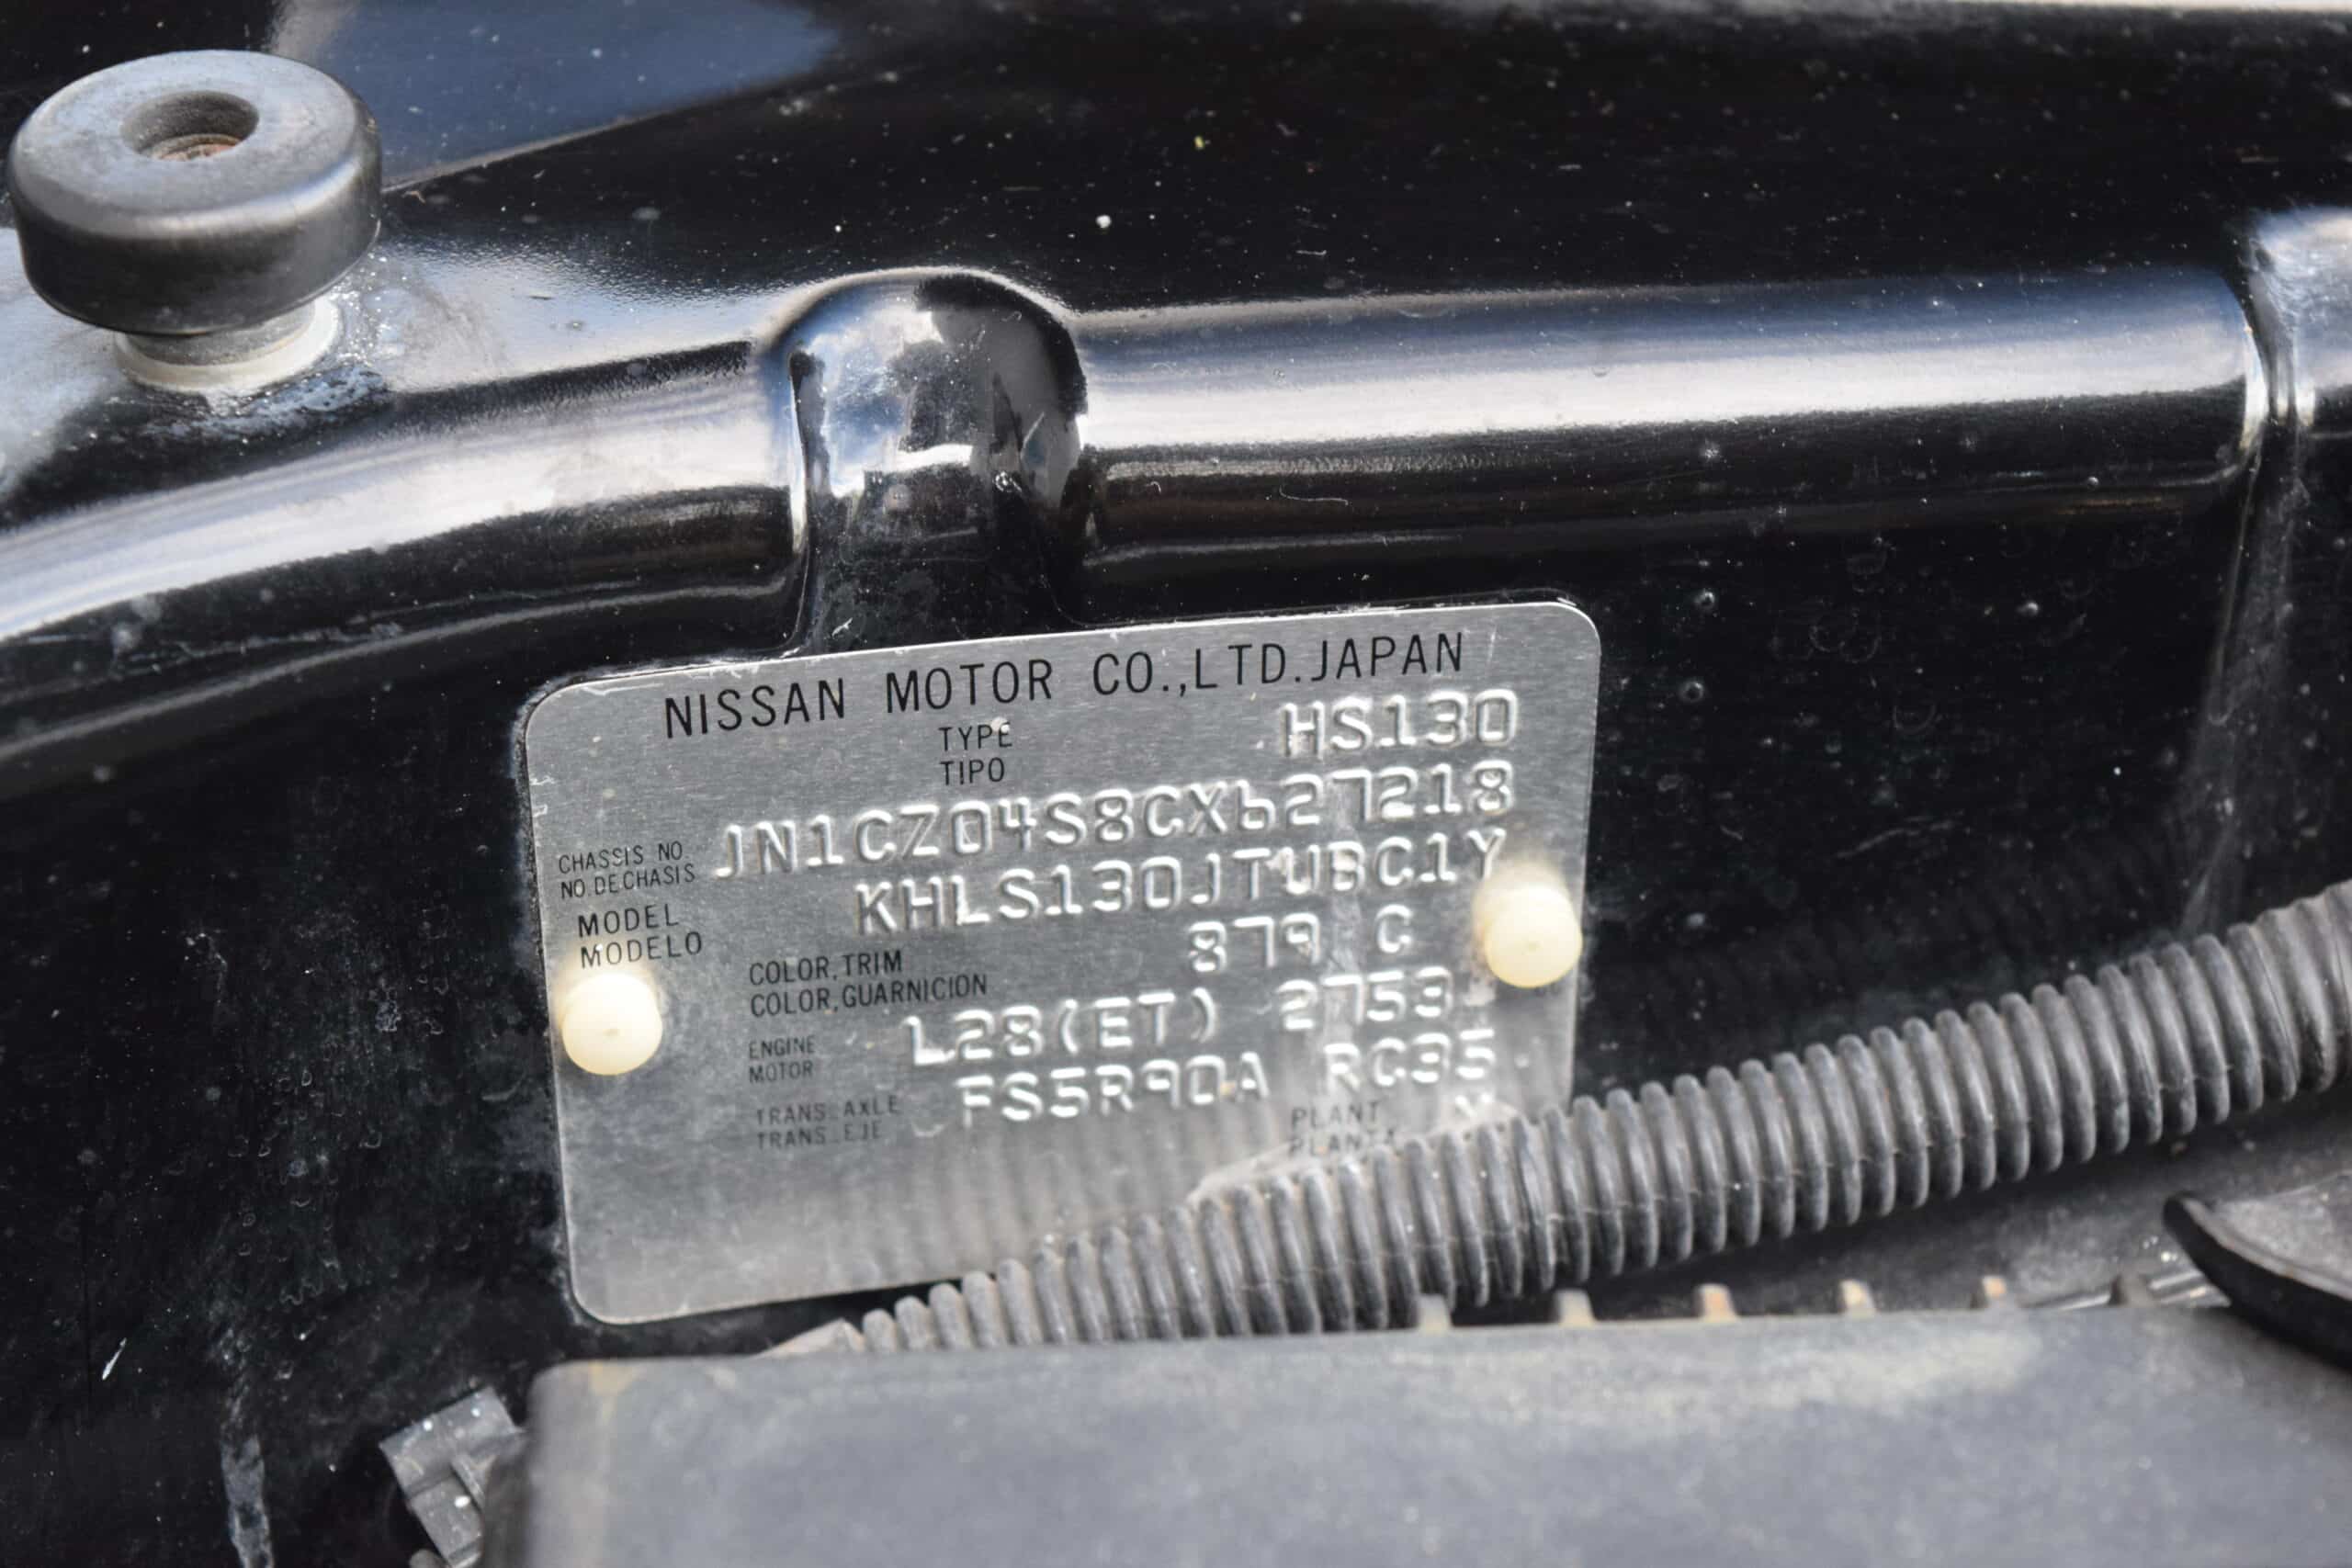 NISSAN MOTOR CO.,LTD.JAPAN
TYPE HS130
TIPO
CHASSIS NO. JN1CZ04S8CX627218
NO.DE CHASIS
MODEL KHLS130JTUBC1Y
MODELO
COLOR,TRIM 879 C
COLOR,GUARNICION
ENGINE L28(ET) 2753
MOTOR
TRANS. AXLE FS5R90A RC35
TRANS. EJE
PLANT
PLANTA